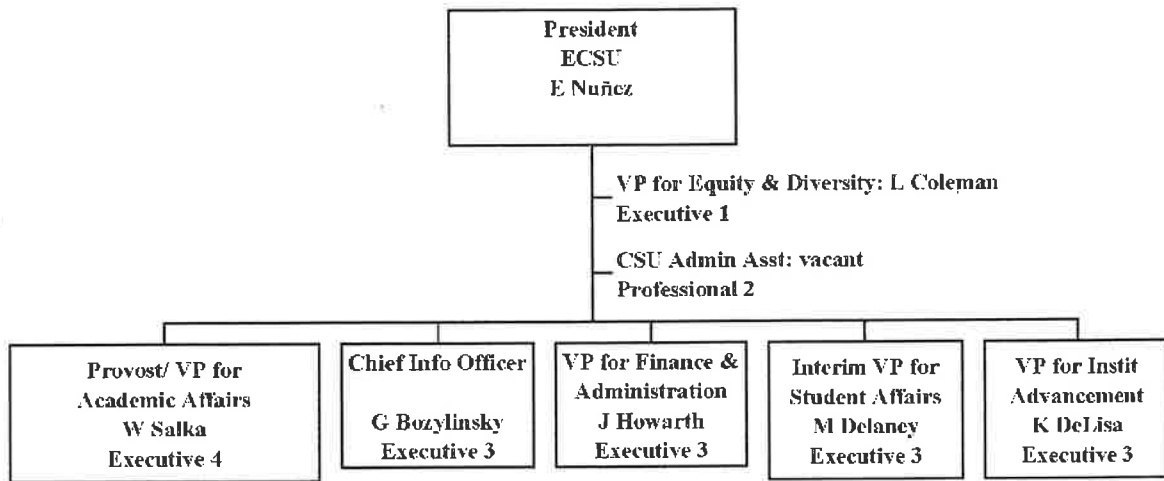 President
ECSU
E Nuñez
VP for Equity & Diversity: L Coleman
Executive 1
CSU Admin Asst: vacant
Professional 2
Provost/ VP for
Academic Affairs
W Salka
Executive 4
Chief Info Officer
G Bozylinsky
Executive 3
VP for Finance &
Administration
J Howarth
Executive 3
Interim VP for
Student Affairs
M Delaney
Executive 3
VP for Instit
Advancement
K DeLisa
Executive 3